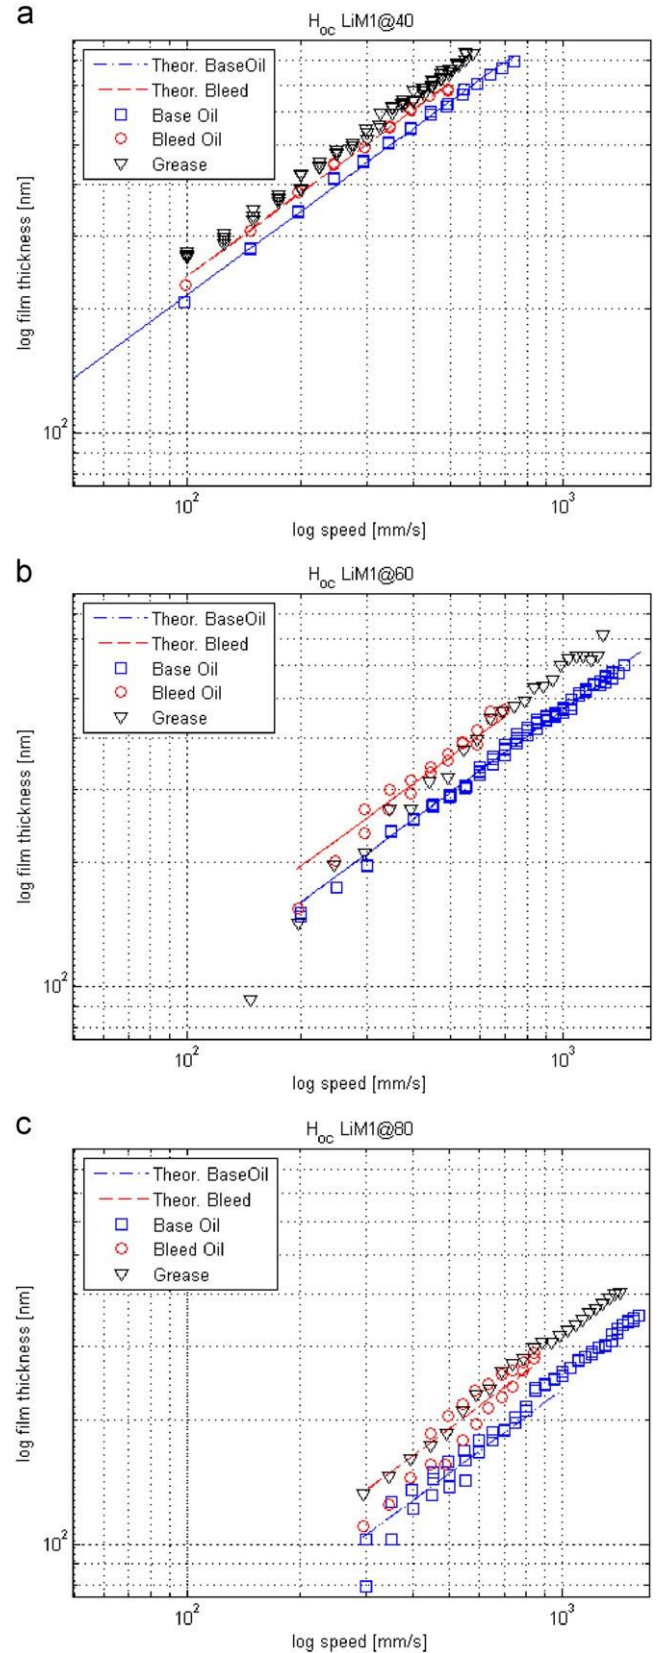 a
H_oc LiM1@40
Theor. BaseOil
Theor. Bleed
Base Oil
Bleed Oil
Grease
log film thickness [nm]
10^2
10^2
10^3
log speed [mm/s]
b
H_oc LiM1@60
Theor. BaseOil
Theor. Bleed
Base Oil
Bleed Oil
Grease
log film thickness [nm]
10^2
10^2
10^3
log speed [mm/s]
c
H_oc LiM1@80
Theor. BaseOil
Theor. Bleed
Base Oil
Bleed Oil
Grease
log film thickness [nm]
10^2
10^2
10^3
log speed [mm/s]